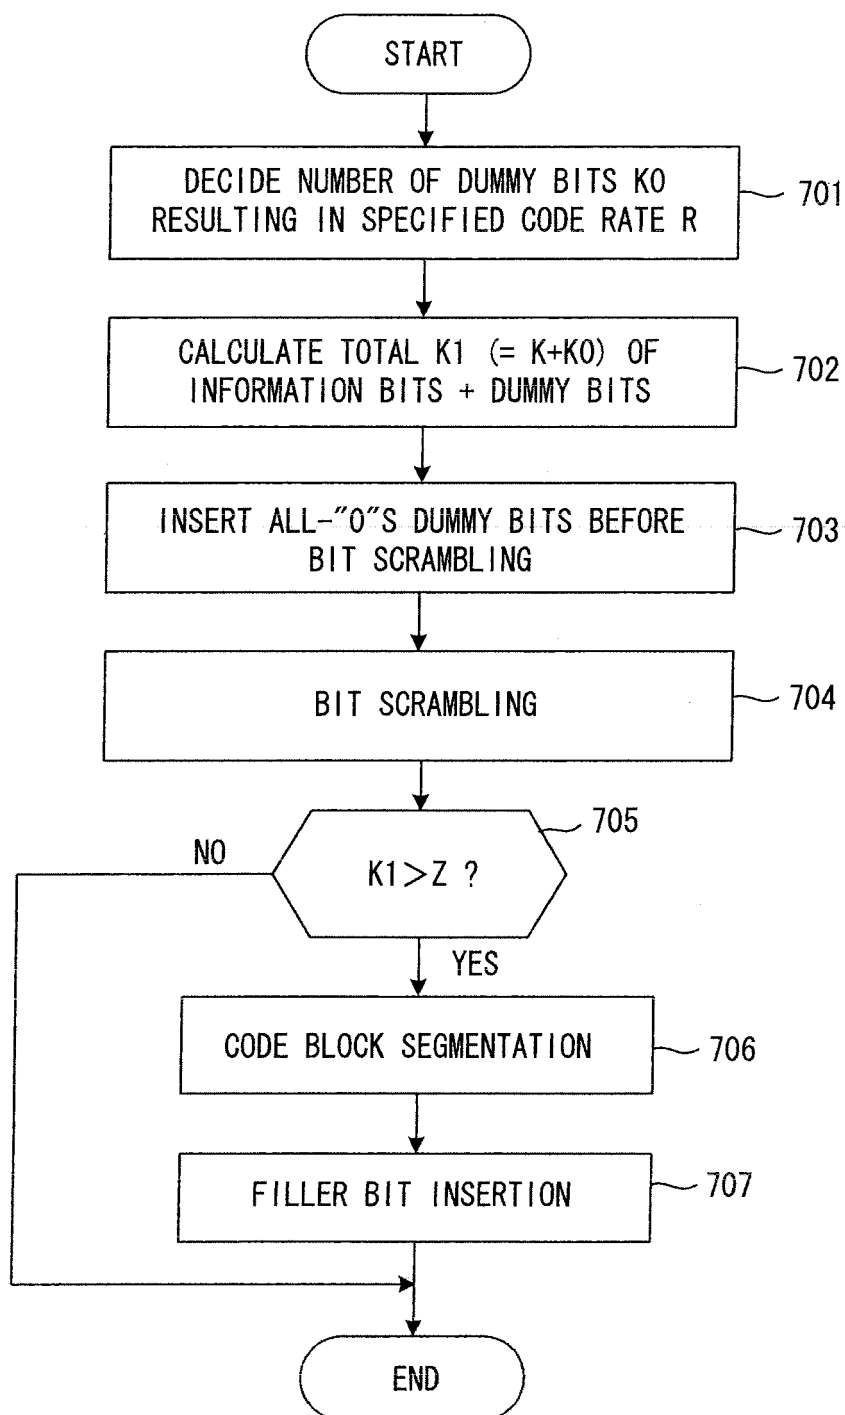 START
DECIDE NUMBER OF DUMMY BITS K0
RESULTING IN SPECIFIED CODE RATE R
701
CALCULATE TOTAL K1 (= K+K0) OF
INFORMATION BITS + DUMMY BITS
702
INSERT ALL-"0"S DUMMY BITS BEFORE
BIT SCRAMBLING
703
BIT SCRAMBLING
704
705
NO
K1>Z ?
YES
CODE BLOCK SEGMENTATION
706
FILLER BIT INSERTION
707
END